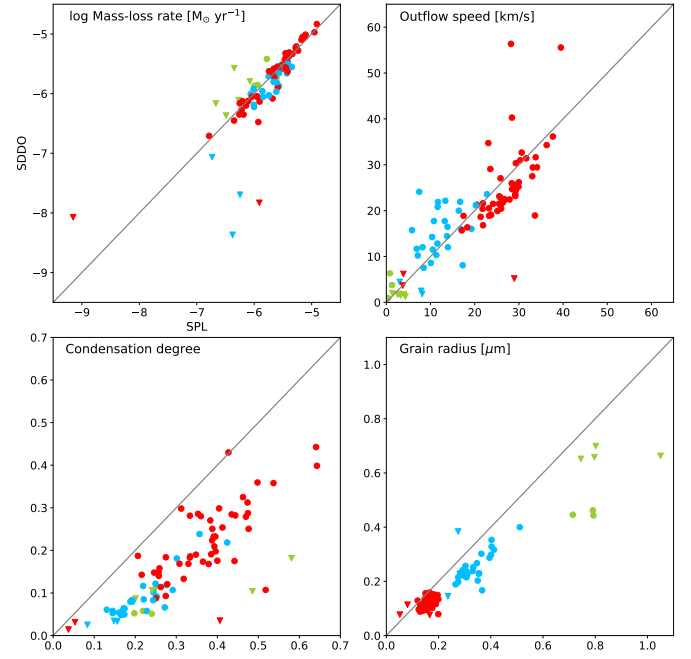 log Mass-loss rate [M⊙ yr⁻¹]
−5
−6
−7
−8
−9
SDDO
−9 −8 −7 −6 −5
SPL
Outflow speed [km/s]
60
50
40
30
20
10
0
0 10 20 30 40 50 60
Condensation degree
0.7
0.6
0.5
0.4
0.3
0.2
0.1
0.0
0.0 0.1 0.2 0.3 0.4 0.5 0.6 0.7
Grain radius [μm]
1.0
0.8
0.6
0.4
0.2
0.0
0.0 0.2 0.4 0.6 0.8 1.0